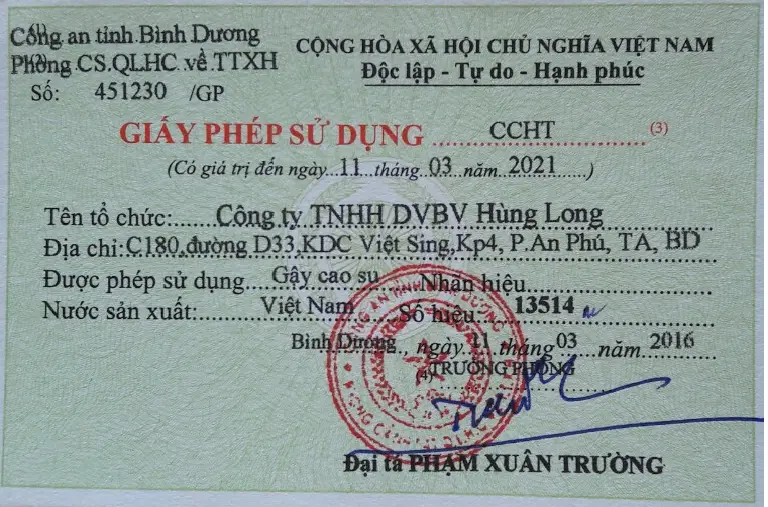 Công an tỉnh Bình Dương
Phòng CS.QLHC về TTXH
Số: 451230 /GP
CỘNG HÒA XÃ HỘI CHỦ NGHĨA VIỆT NAM
Độc lập - Tự do - Hạnh phúc
GIẤY PHÉP SỬ DỤNG CCHT (3)
(Có giá trị đến ngày 11 tháng 03 năm 2021)
Tên tổ chức: Công ty TNHH DVBV Hùng Long
Địa chỉ: C180,đường D33,KDC Việt Sing,Kp4, P.An Phú, TA, BD
Được phép sử dụng Gậy cao su Nhãn hiệu
Nước sản xuất: Việt Nam Số hiệu 13514
Bình Dương, ngày 11 tháng 03 năm 2016
(4)TRƯỞNG PHÒNG
Đại tá PHẠM XUÂN TRƯỜNG